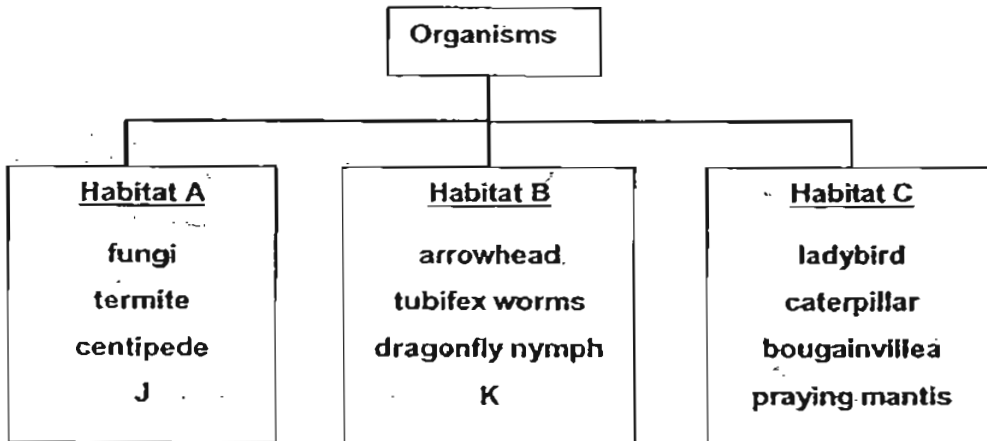 Organisms
Habitat A
fungi
termite
centipede
J
Habitat B
arrowhead
tubifex worms
dragonfly nymph
K
Habitat C
ladybird
caterpillar
bougainvillea
praying mantis